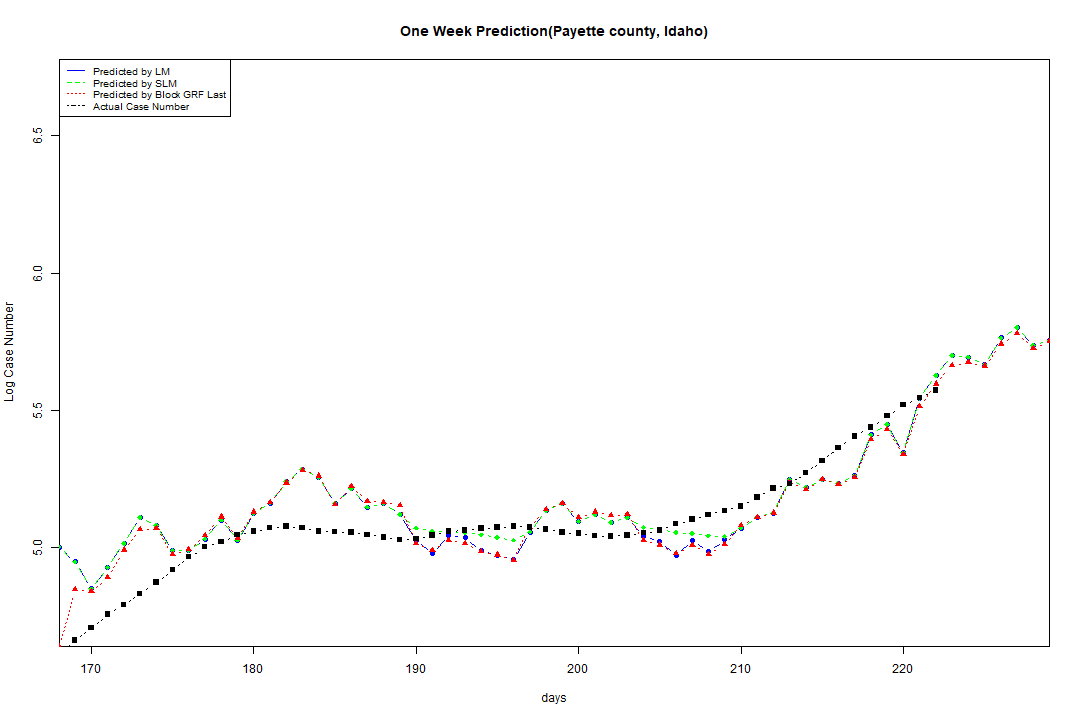 One Week Prediction(Payette county, Idaho)
Predicted by LM
Predicted by SLM
Predicted by Block GRF Last
Actual Case Number
6.5
6.0
5.5
5.0
Log Case Number
170 180 190 200 210 220
days